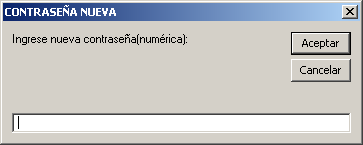 CONTRASEÑA NUEVA
Ingrese nueva contraseña(numérica):
Aceptar
Cancelar